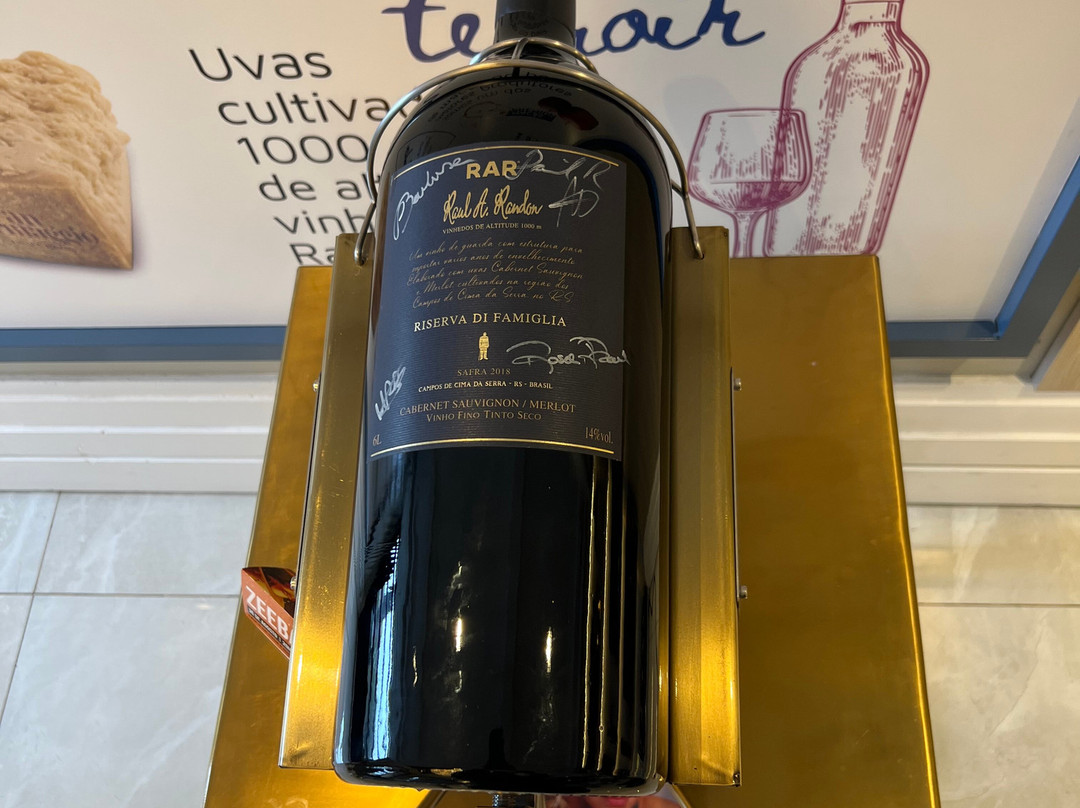 Uvas
cultiva
1000
de al
vinh
Ra
RAR
Raul A. Randon
VINHEDOS DE ALTITUDE 1000 m
Um vinho de guarda com estrutura para
suportar vários anos de envelhecimento.
Elaborado com uvas Cabernet Sauvignon
e Merlot cultivados na região dos
Campos de Cima da Serra no RS.
RISERVA DI FAMIGLIA
SAFRA 2018
CAMPOS DE CIMA DA SERRA - RS - BRASIL
CABERNET SAUVIGNON / MERLOT
VINHO FINO TINTO SECO
6L
14%vol.
ZEEB